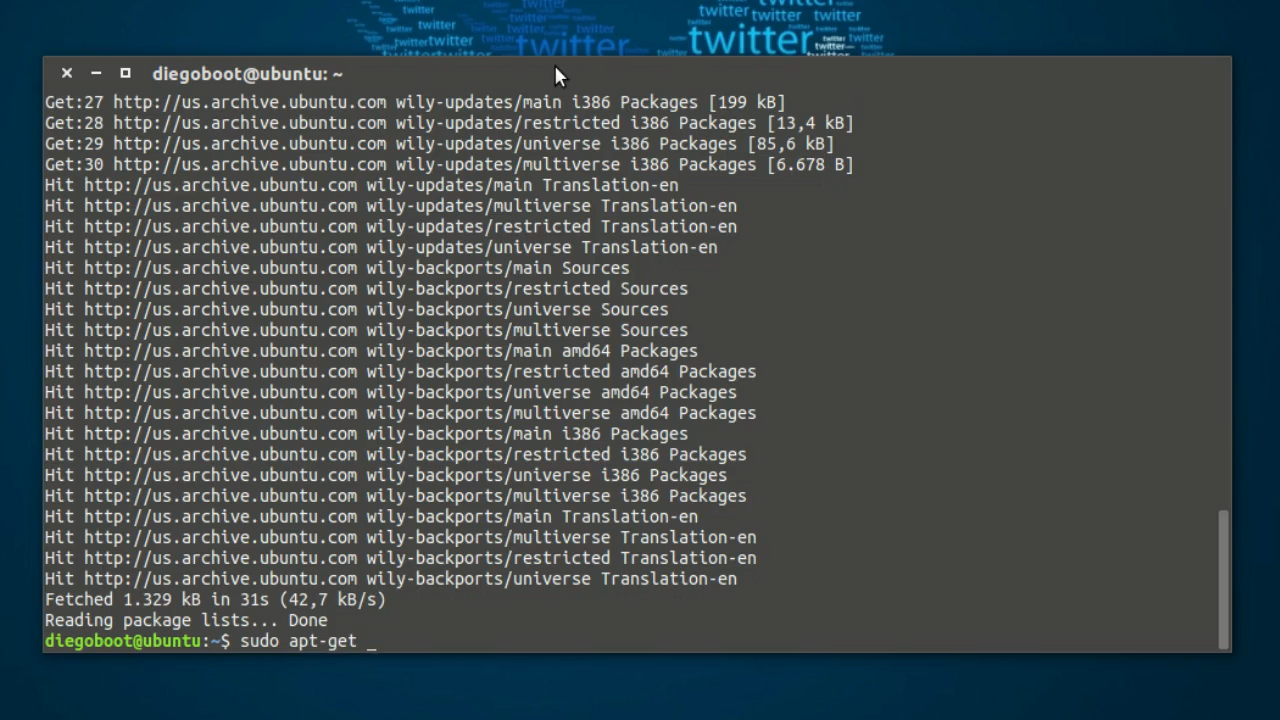 twitter twitter twitter
twitter twitter twitter twitter twitter
twittertwitter twitter twitter twitter twitter
diegoboot@ubuntu: ~
Get:27 http://us.archive.ubuntu.com wily-updates/main i386 Packages [199 kB]
Get:28 http://us.archive.ubuntu.com wily-updates/restricted i386 Packages [13,4 kB]
Get:29 http://us.archive.ubuntu.com wily-updates/universe i386 Packages [85,6 kB]
Get:30 http://us.archive.ubuntu.com wily-updates/multiverse i386 Packages [6.678 B]
Hit http://us.archive.ubuntu.com wily-updates/main Translation-en
Hit http://us.archive.ubuntu.com wily-updates/multiverse Translation-en
Hit http://us.archive.ubuntu.com wily-updates/restricted Translation-en
Hit http://us.archive.ubuntu.com wily-updates/universe Translation-en
Hit http://us.archive.ubuntu.com wily-backports/main Sources
Hit http://us.archive.ubuntu.com wily-backports/restricted Sources
Hit http://us.archive.ubuntu.com wily-backports/universe Sources
Hit http://us.archive.ubuntu.com wily-backports/multiverse Sources
Hit http://us.archive.ubuntu.com wily-backports/main amd64 Packages
Hit http://us.archive.ubuntu.com wily-backports/restricted amd64 Packages
Hit http://us.archive.ubuntu.com wily-backports/universe amd64 Packages
Hit http://us.archive.ubuntu.com wily-backports/multiverse amd64 Packages
Hit http://us.archive.ubuntu.com wily-backports/main i386 Packages
Hit http://us.archive.ubuntu.com wily-backports/restricted i386 Packages
Hit http://us.archive.ubuntu.com wily-backports/universe i386 Packages
Hit http://us.archive.ubuntu.com wily-backports/multiverse i386 Packages
Hit http://us.archive.ubuntu.com wily-backports/main Translation-en
Hit http://us.archive.ubuntu.com wily-backports/multiverse Translation-en
Hit http://us.archive.ubuntu.com wily-backports/restricted Translation-en
Hit http://us.archive.ubuntu.com wily-backports/universe Translation-en
Fetched 1.329 kB in 31s (42,7 kB/s)
Reading package lists... Done
diegoboot@ubuntu:~$ sudo apt-get _